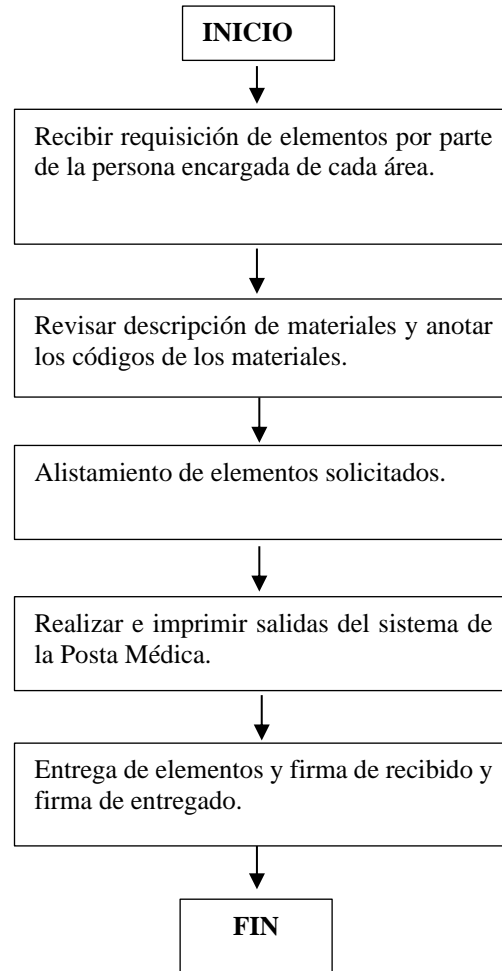 INICIO
Recibir requisición de elementos por parte
de la persona encargada de cada área.
Revisar descripción de materiales y anotar
los códigos de los materiales.
Alistamiento de elementos solicitados.
Realizar e imprimir salidas del sistema de
la Posta Médica.
Entrega de elementos y firma de recibido y
firma de entregado.
FIN